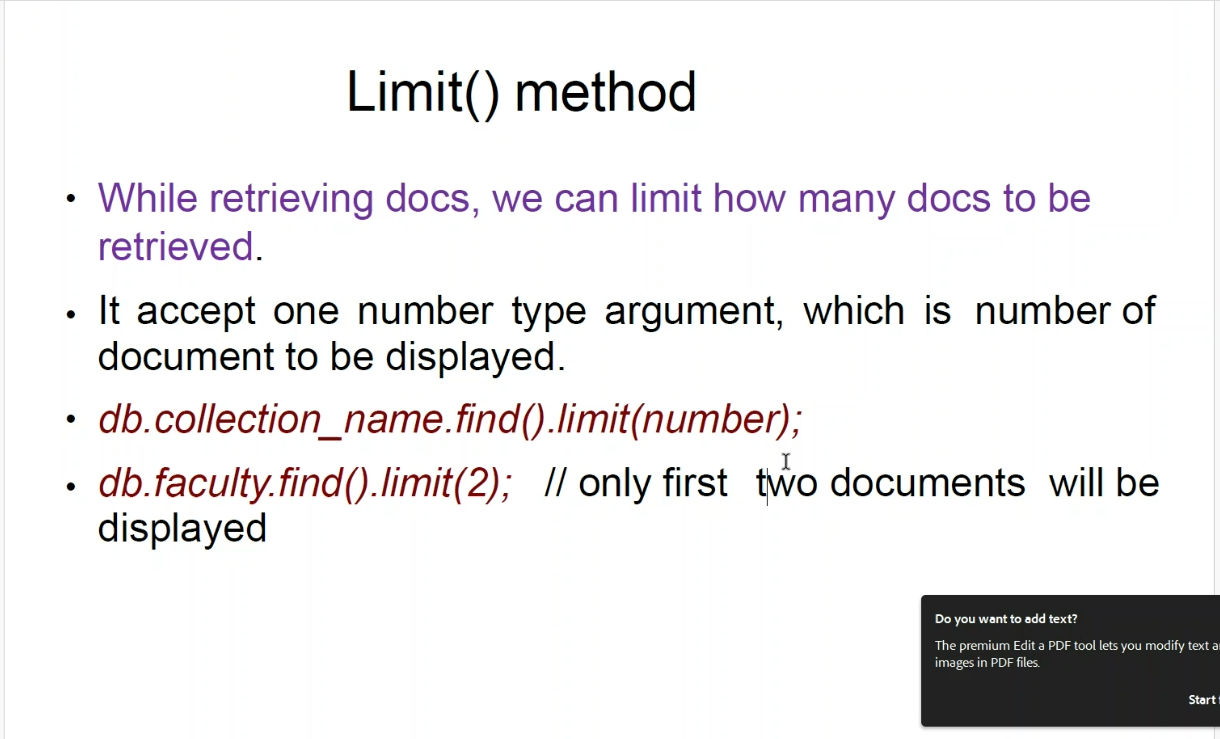 Limit() method
• While retrieving docs, we can limit how many docs to be
retrieved.
• It accept one number type argument, which is number of
document to be displayed.
• db.collection_name.find().limit(number);
• db.faculty.find().limit(2); // only first two documents will be
displayed
Do you want to add text?
The premium Edit a PDF tool lets you modify text
images in PDF files.
Start